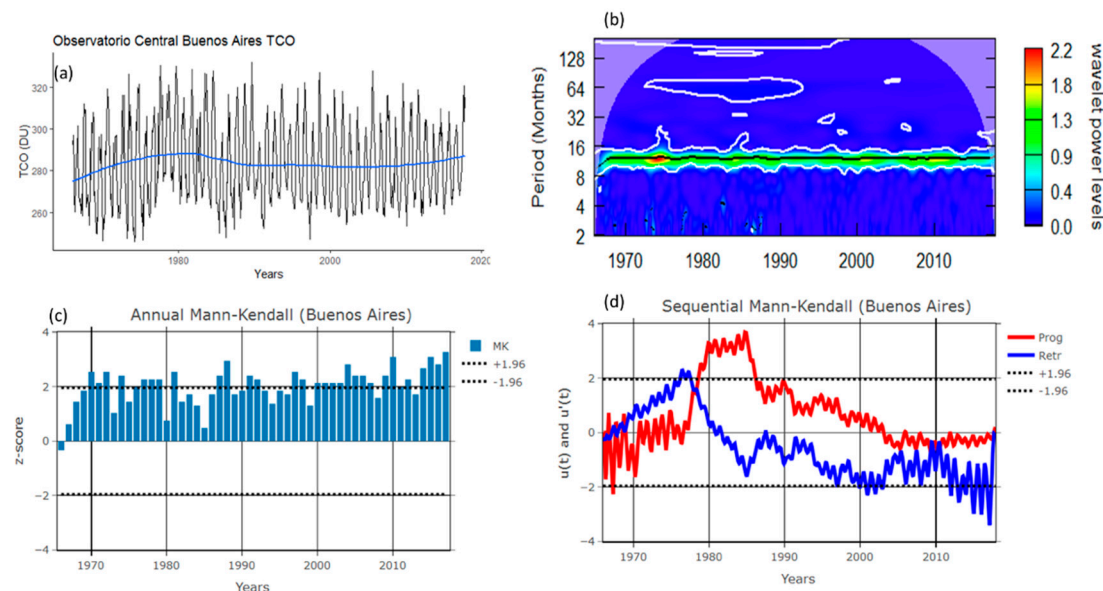 Observatorio Central Buenos Aires TCO
(a)
320
300
280
260
TCO (DU)
1980
2000
2020
Years
(b)
128
64
32
16
8
4
2
Period (Months)
1970
1980
1990
2000
2010
2.2
1.8
1.3
0.9
0.4
0.0
wavelet power levels
(c)
Annual Mann-Kendall (Buenos Aires)
4
2
0
−2
−4
z-score
1970
1980
1990
2000
2010
Years
MK
+1.96
-1.96
(d)
Sequential Mann-Kendall (Buenos Aires)
4
2
0
−2
−4
u(t) and u'(t)
1970
1980
1990
2000
2010
Years
Prog
Retr
+1.96
-1.96